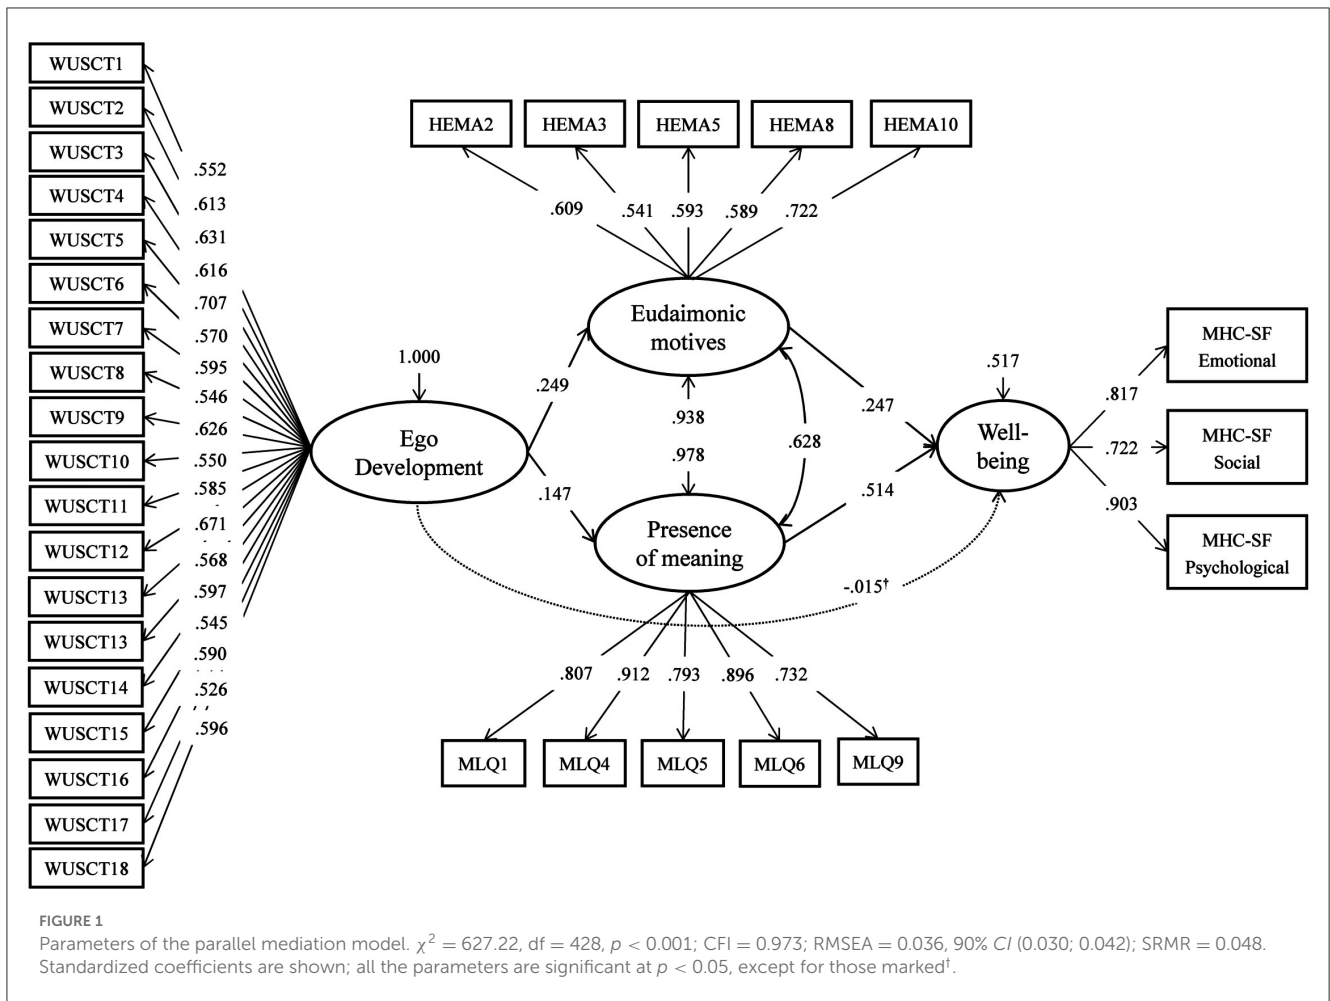 WUSCT1
WUSCT2
WUSCT3
WUSCT4
WUSCT5
WUSCT6
WUSCT7
WUSCT8
WUSCT9
WUSCT10
WUSCT11
WUSCT12
WUSCT13
WUSCT13
WUSCT14
WUSCT15
WUSCT16
WUSCT17
WUSCT18
.552
.613
.631
.616
.707
.570
.595
.546
.626
.550
.585
.671
.568
.597
.545
.590
.526
.596
1.000
Ego
Development
.249
.147
HEMA2
HEMA3
HEMA5
HEMA8
HEMA10
.609
.541
.593
.589
.722
Eudaimonic
motives
.938
.978
.628
Presence
of meaning
.807
.912
.793
.896
.732
MLQ1
MLQ4
MLQ5
MLQ6
MLQ9
.247
.514
-.015†
.517
Well-
being
.817
.722
.903
MHC-SF
Emotional
MHC-SF
Social
MHC-SF
Psychological
FIGURE 1
Parameters of the parallel mediation model. χ² = 627.22, df = 428, p < 0.001; CFI = 0.973; RMSEA = 0.036, 90% CI (0.030; 0.042); SRMR = 0.048.
Standardized coefficients are shown; all the parameters are significant at p < 0.05, except for those marked†.